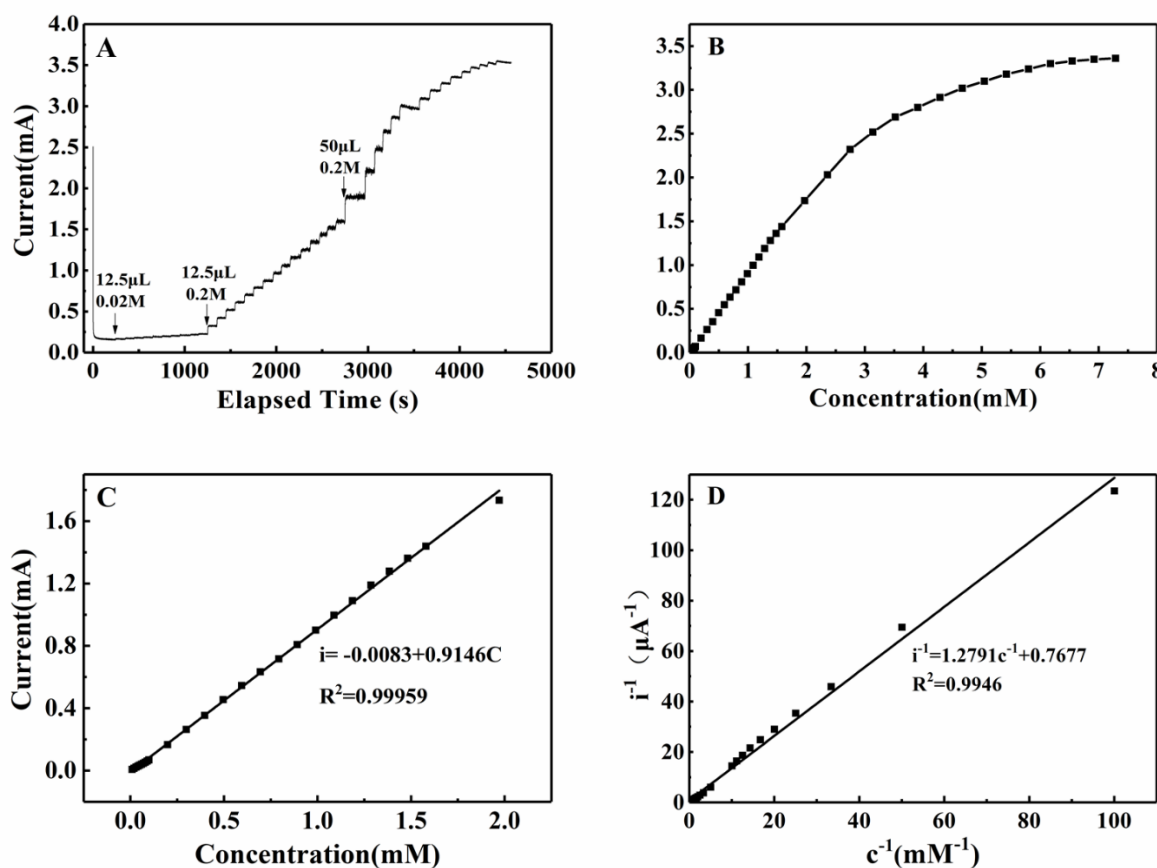 A
4.0
3.5
3.0
2.5
2.0
1.5
1.0
0.5
0.0
Current(mA)
12.5μL
0.02M
12.5μL
0.2M
50μL
0.2M
0 1000 2000 3000 4000 5000
Elapsed Time (s)
B
3.5
3.0
2.5
2.0
1.5
1.0
0.5
0.0
Current(mA)
0 1 2 3 4 5 6 7 8
Concentration(mM)
C
1.6
1.2
0.8
0.4
0.0
Current(mA)
i= -0.0083+0.9146C
R²=0.99959
0.0 0.5 1.0 1.5 2.0
Concentration(mM)
D
120
100
80
60
40
20
0
i⁻¹（μA⁻¹）
i⁻¹=1.2791c⁻¹+0.7677
R²=0.9946
0 20 40 60 80 100
c⁻¹(mM⁻¹)